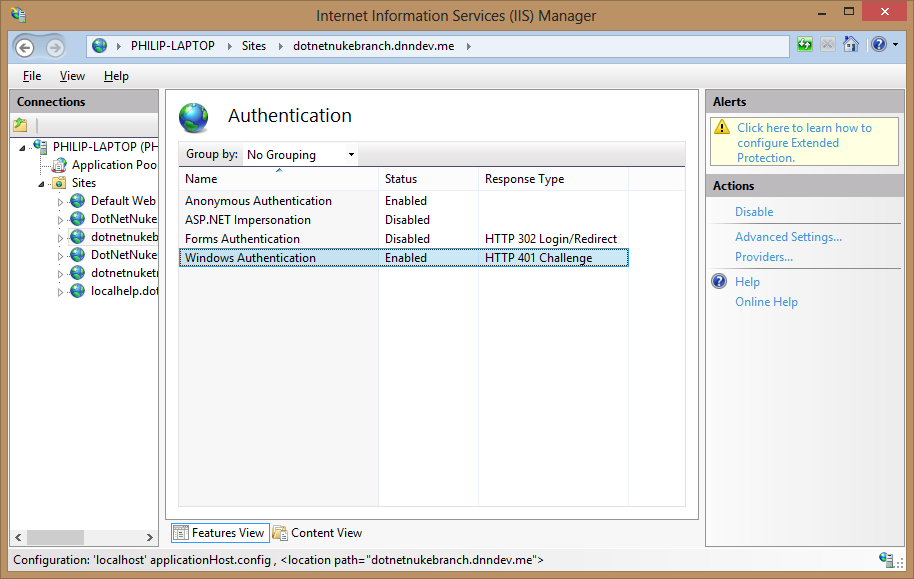 Internet Information Services (IIS) Manager
PHILIP-LAPTOP Sites dotnetnukebranch.dnndev.me
File View Help
Connections
PHILIP-LAPTOP (PH
Application Poo
Sites
Default Web
DotNetNuke
dotnetnukeb
DotNetNuke
dotnetnuketr
localhelp.dot
Authentication
Group by: No Grouping
Name Status Response Type
Anonymous Authentication Enabled
ASP.NET Impersonation Disabled
Forms Authentication Disabled HTTP 302 Login/Redirect
Windows Authentication Enabled HTTP 401 Challenge
Features View Content View
Alerts
Click here to learn how to
configure Extended
Protection.
Actions
Disable
Advanced Settings...
Providers...
Help
Online Help
Configuration: 'localhost' applicationHost.config , <location path="dotnetnukebranch.dnndev.me">